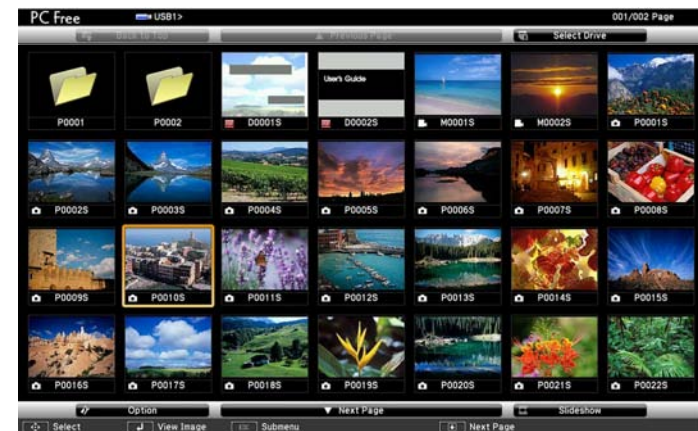 PC Free USB1> 001/002 Page
Back to Top Previous Page Select Drive
User's Guide
P0001 P0002 D0001S D0002S M0001S M0002S P0001S
P0002S P0003S P0004S P0005S P0006S P0007S P0008S
P0009S P0010S P0011S P0012S P0013S P0014S P0015S
P0016S P0017S P0018S P0019S P0020S P0021S P0022S
Option Next Page Slideshow
Select View Image Submenu Next Page